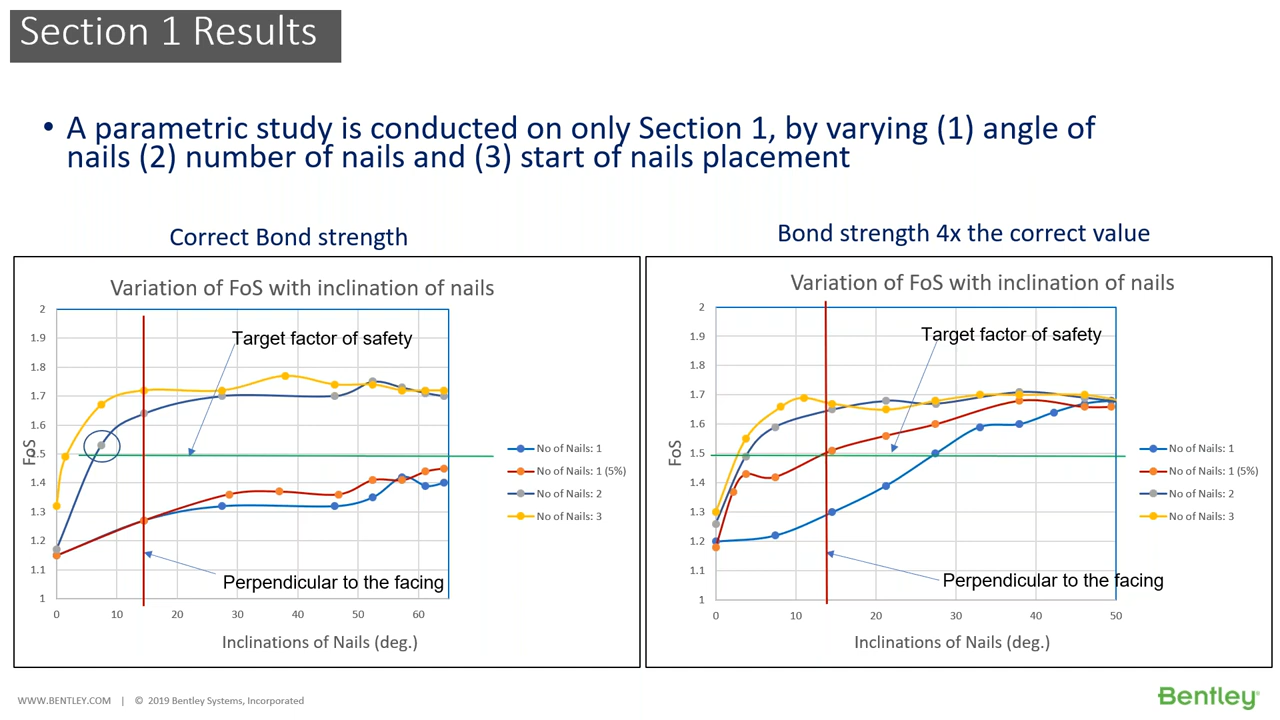 Section 1 Results
• A parametric study is conducted on only Section 1, by varying (1) angle of
nails (2) number of nails and (3) start of nails placement
Correct Bond strength
Variation of FoS with inclination of nails
2
1.9
1.8
1.7
1.6
1.5
1.4
1.3
1.2
1.1
1
FoS
Target factor of safety
Perpendicular to the facing
0 10 20 30 40 50 60
Inclinations of Nails (deg.)
No of Nails: 1
No of Nails: 1 (5%)
No of Nails: 2
No of Nails: 3
Bond strength 4x the correct value
Variation of FoS with inclination of nails
2
1.9
1.8
1.7
1.6
1.5
1.4
1.3
1.2
1.1
1
FoS
Target factor of safety
Perpendicular to the facing
0 10 20 30 40 50
Inclinations of Nails (deg.)
No of Nails: 1
No of Nails: 1 (5%)
No of Nails: 2
No of Nails: 3
WWW.BENTLEY.COM | © 2019 Bentley Systems, Incorporated
Bentley